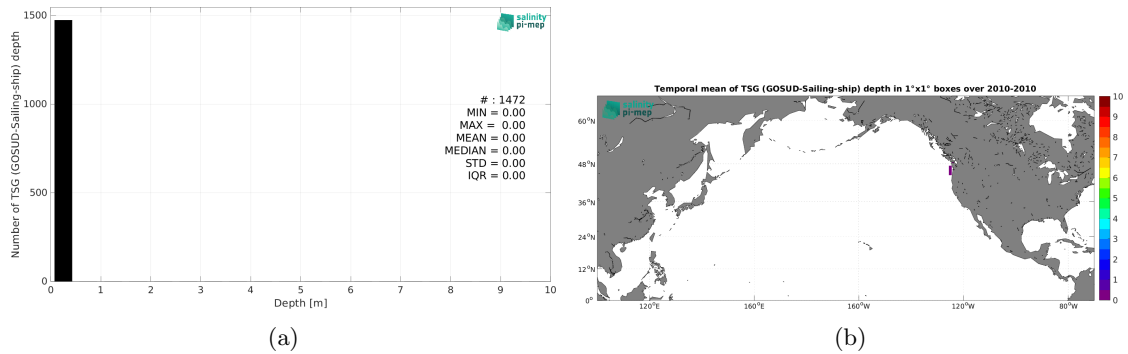 1500
1000
500
0
Number of TSG (GOSUD-Sailing-ship) depth
salinity
pi-mep
# : 1472
MIN = 0.00
MAX = 0.00
MEAN = 0.00
MEDIAN = 0.00
STD = 0.00
IQR = 0.00
0 1 2 3 4 5 6 7 8 9 10
Depth [m]
(a)
Temporal mean of TSG (GOSUD-Sailing-ship) depth in 1°x1° boxes over 2010-2010
salinity
pi-mep
60°N
48°N
36°N
24°N
12°N
0°
120°E 160°E 160°W 120°W 80°W
10
9
8
7
6
5
4
3
2
1
0
(b)